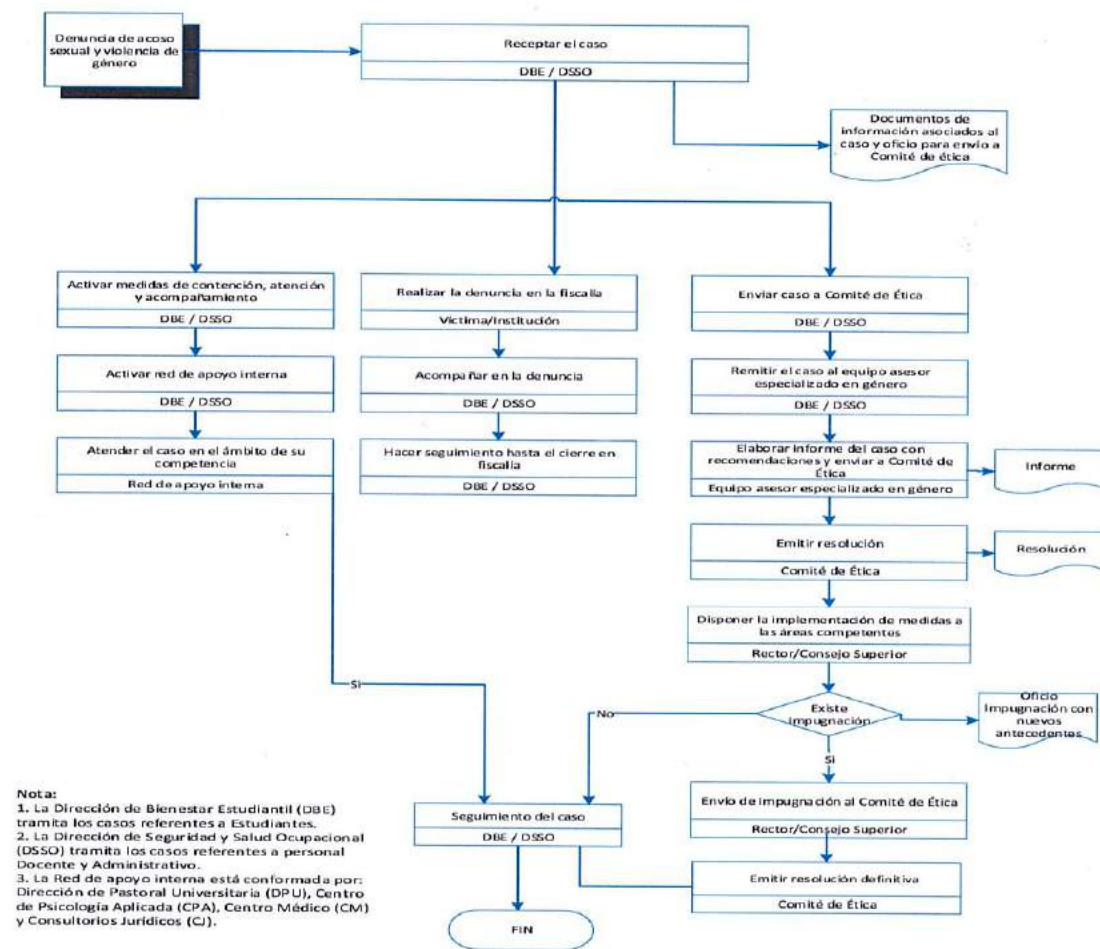 Denuncia de acoso
sexual y violencia de
género
Receptar el caso
DBE / DSSO
Documentos de
información asociados al
caso y oficio para envío a
Comité de ética
Activar medidas de contención, atención
y acompañamiento
DBE / DSSO
Realizar la denuncia en la fiscalía
Víctima/Institución
Enviar caso a Comité de Ética
DBE / DSSO
Activar red de apoyo interna
DBE / DSSO
Acompañar en la denuncia
DBE / DSSO
Remitir el caso al equipo asesor
especializado en género
DBE / DSSO
Atender el caso en el ámbito de su
competencia
Red de apoyo interna
Hacer seguimiento hasta el cierre en
fiscalía
DBE / DSSO
Elaborar informe del caso con
recomendaciones y enviar a Comité de
Ética
Equipo asesor especializado en género
Informe
Emitir resolución
Comité de Ética
Resolución
Disponer la implementación de medidas a
las áreas competentes
Rector/Consejo Superior
Si
No
Existe
impugnación
Oficio
Impugnación con
nuevos
antecedentes
Si
Envío de impugnación al Comité de Ética
Rector/Consejo Superior
Seguimiento del caso
DBE / DSSO
Emitir resolución definitiva
Comité de Ética
FIN
Nota:
1. La Dirección de Bienestar Estudiantil (DBE)
tramita los casos referentes a Estudiantes.
2. La Dirección de Seguridad y Salud Ocupacional
(DSSO) tramita los casos referentes a personal
Docente y Administrativo.
3. La Red de apoyo interna está conformada por:
Dirección de Pastoral Universitaria (DPU), Centro
de Psicología Aplicada (CPA), Centro Médico (CM)
y Consultorios Jurídicos (CJ).